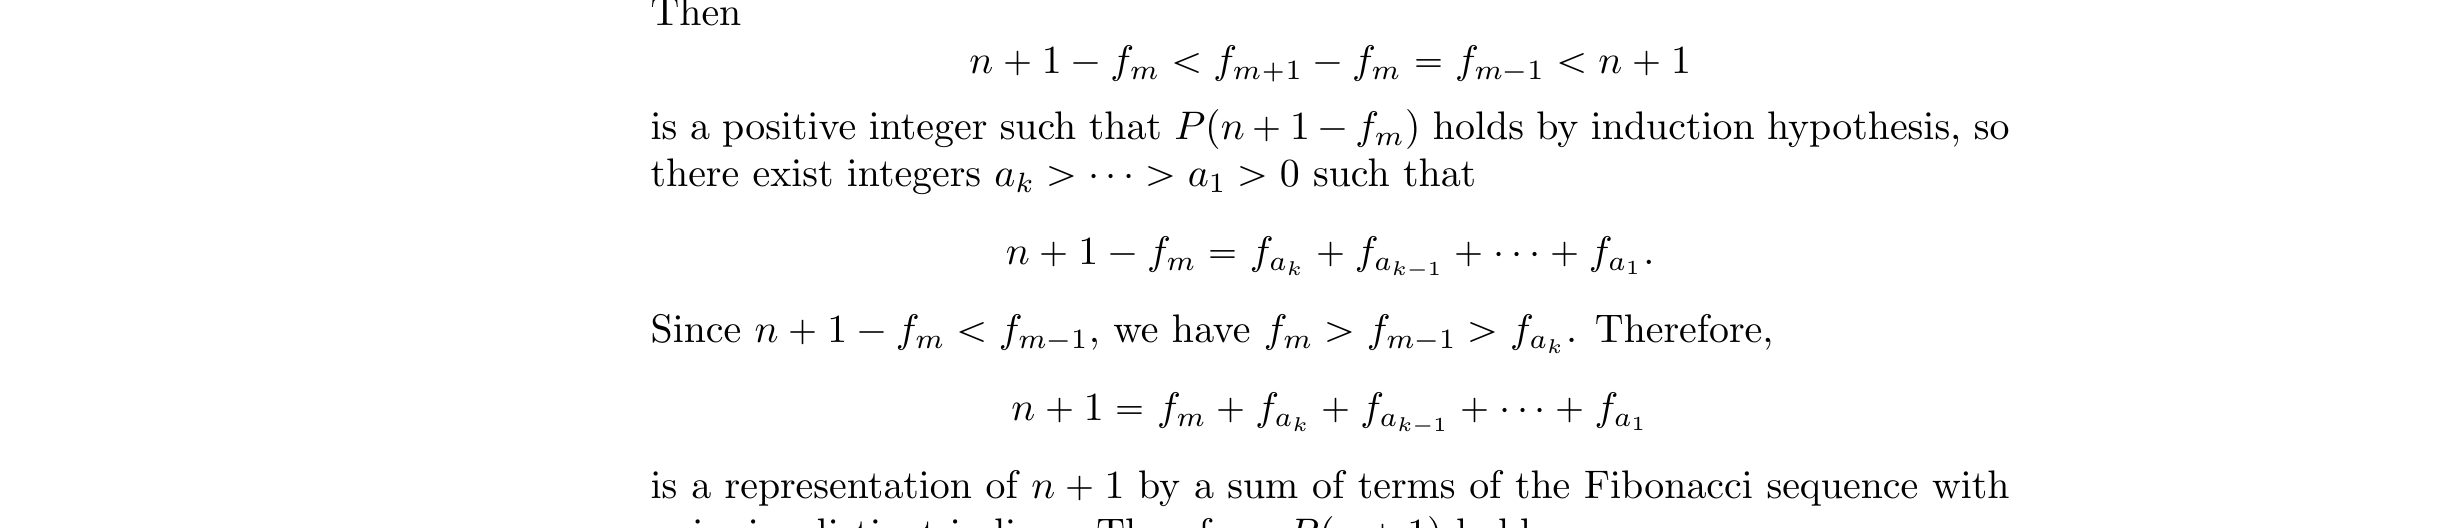 Then
n + 1 − f_m < f_{m+1} − f_m = f_{m−1} < n + 1
is a positive integer such that P(n + 1 − f_m) holds by induction hypothesis, so
there exist integers a_k > ··· > a_1 > 0 such that
n + 1 − f_m = f_{a_k} + f_{a_{k−1}} + ··· + f_{a_1}.
Since n + 1 − f_m < f_{m−1}, we have f_m > f_{m−1} > f_{a_k}. Therefore,
n + 1 = f_m + f_{a_k} + f_{a_{k−1}} + ··· + f_{a_1}
is a representation of n + 1 by a sum of terms of the Fibonacci sequence with